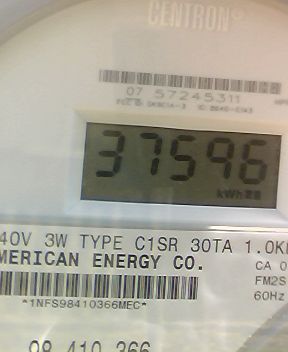 CENTRON®
07 57245311
37596
kWh
40V 3W TYPE C1SR 30TA 1.0K
MERICAN ENERGY CO.
CA 0
FM2S
60Hz
*1NFS98410366MEC*
98 410 366